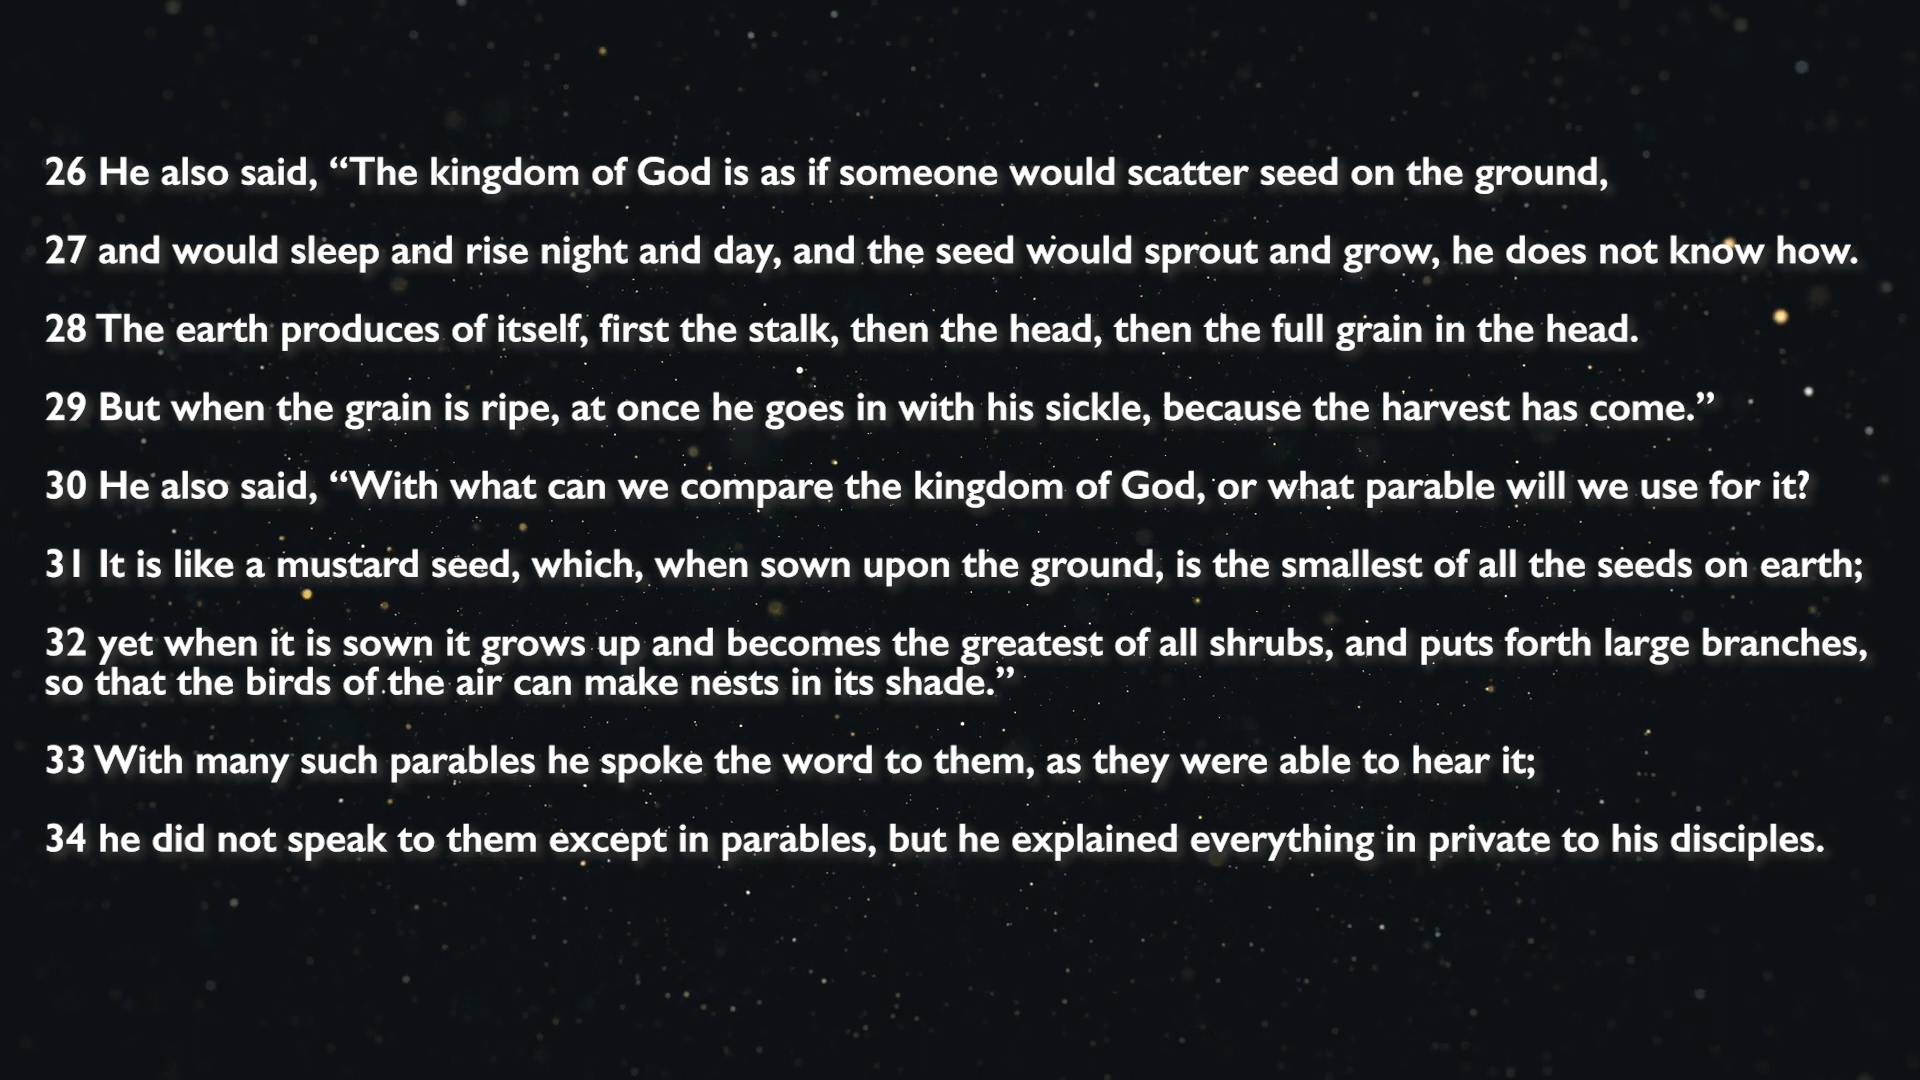 26 He also said, “The kingdom of God is as if someone would scatter seed on the ground,
27 and would sleep and rise night and day, and the seed would sprout and grow, he does not know how.
28 The earth produces of itself, first the stalk, then the head, then the full grain in the head.
29 But when the grain is ripe, at once he goes in with his sickle, because the harvest has come.”
30 He also said, “With what can we compare the kingdom of God, or what parable will we use for it?
31 It is like a mustard seed, which, when sown upon the ground, is the smallest of all the seeds on earth;
32 yet when it is sown it grows up and becomes the greatest of all shrubs, and puts forth large branches,
so that the birds of the air can make nests in its shade.”
33 With many such parables he spoke the word to them, as they were able to hear it;
34 he did not speak to them except in parables, but he explained everything in private to his disciples.